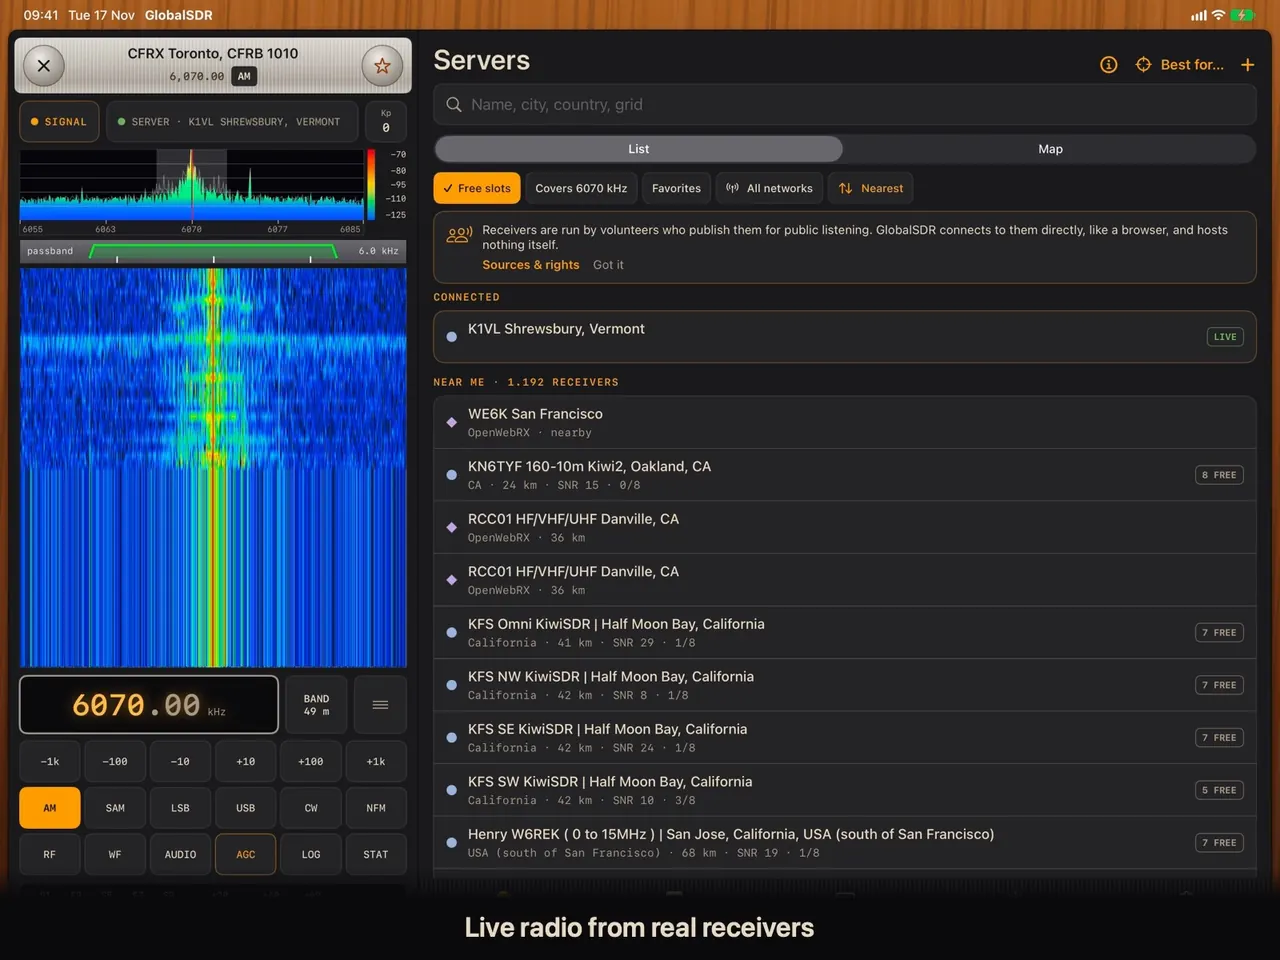 09:41 Tue 17 Nov GlobalSDR
CFRX Toronto, CFRB 1010
6,070.00 AM
SIGNAL
SERVER · K1VL SHREWSBURY, VERMONT
Kp
0
-70
-80
-95
-110
-125
6055 6063 6070 6077 6085
passband 6.0 kHz
6070.00 kHz
BAND
49 m
-1k -100 -10 +10 +100 +1k
AM SAM LSB USB CW NFM
RF WF AUDIO AGC LOG STAT
Servers
Best for...
Name, city, country, grid
List Map
Free slots Covers 6070 kHz Favorites All networks Nearest
Receivers are run by volunteers who publish them for public listening. GlobalSDR connects to them directly, like a browser, and hosts
nothing itself.
Sources & rights Got it
CONNECTED
K1VL Shrewsbury, Vermont
LIVE
NEAR ME · 1.192 RECEIVERS
WE6K San Francisco
OpenWebRX · nearby
KN6TYF 160-10m Kiwi2, Oakland, CA
CA · 24 km · SNR 15 · 0/8
8 FREE
RCC01 HF/VHF/UHF Danville, CA
OpenWebRX · 36 km
RCC01 HF/VHF/UHF Danville, CA
OpenWebRX · 36 km
KFS Omni KiwiSDR | Half Moon Bay, California
California · 41 km · SNR 29 · 1/8
7 FREE
KFS NW KiwiSDR | Half Moon Bay, California
California · 42 km · SNR 8 · 1/8
7 FREE
KFS SE KiwiSDR | Half Moon Bay, California
California · 42 km · SNR 24 · 1/8
7 FREE
KFS SW KiwiSDR | Half Moon Bay, California
California · 42 km · SNR 10 · 3/8
5 FREE
Henry W6REK ( 0 to 15MHz ) | San Jose, California, USA (south of San Francisco)
USA (south of San Francisco) · 68 km · SNR 19 · 1/8
7 FREE
Live radio from real receivers